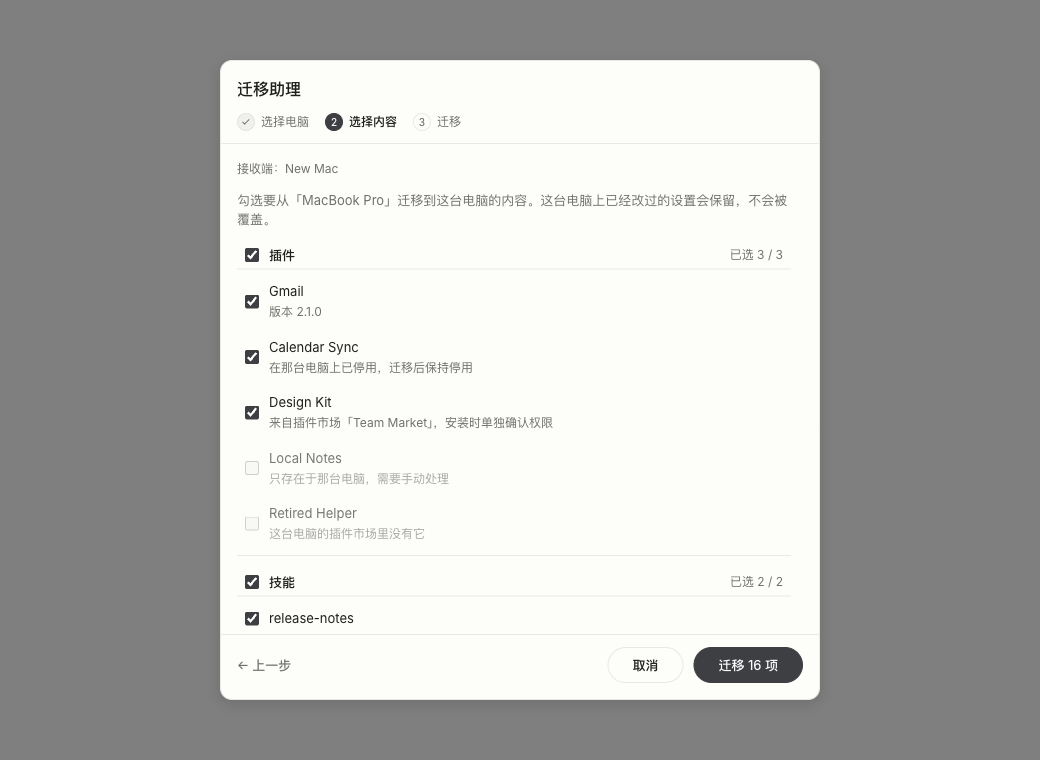 迁移助理
选择电脑 2 选择内容 3 迁移
接收端：New Mac
勾选要从「MacBook Pro」迁移到这台电脑的内容。这台电脑上已经改过的设置会保留，不会被
覆盖。
插件 已选 3 / 3
Gmail
版本 2.1.0
Calendar Sync
在那台电脑上已停用，迁移后保持停用
Design Kit
来自插件市场「Team Market」，安装时单独确认权限
Local Notes
只存在于那台电脑，需要手动处理
Retired Helper
这台电脑的插件市场里没有它
技能 已选 2 / 2
release-notes
← 上一步 取消 迁移 16 项